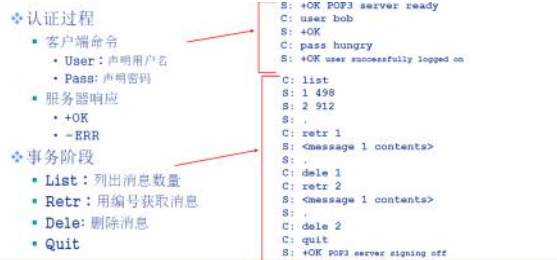 认证过程
客户端命令
User：声明用户名
Pass: 声明密码
服务器响应
+OK
-ERR
事务阶段
List：列出消息数量
Retr：用编号获取消息
Dele: 删除消息
Quit
S: +OK POP3 server ready
C: user bob
S: +OK
C: pass hungry
S: +OK user successfully logged on
C: list
S: 1 498
S: 2 912
S: .
C: retr 1
S: <message 1 contents>
S: .
C: dele 1
C: retr 2
S: <message 1 contents>
S: .
C: dele 2
C: quit
S: +OK POP3 server signing off